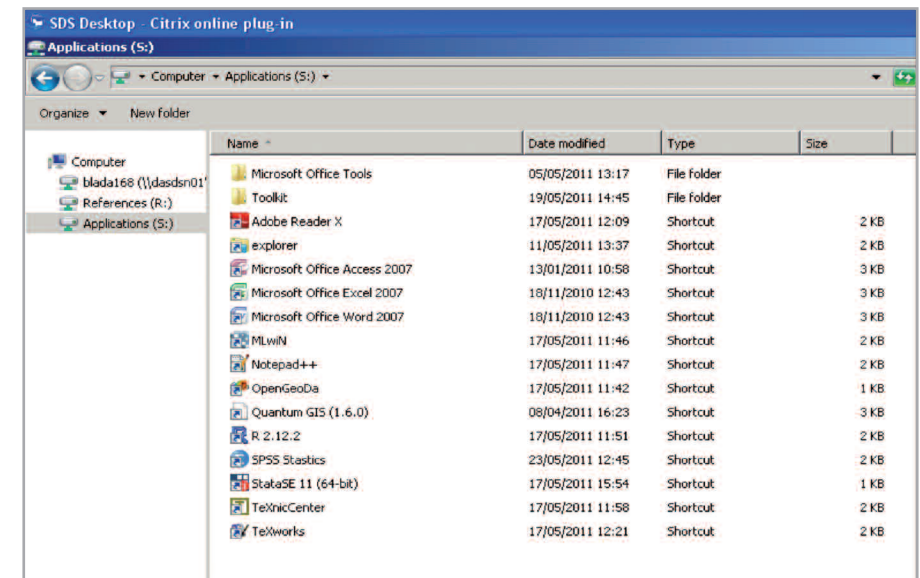 SDS Desktop - Citrix online plug-in
Applications (S:)
Computer Applications (S:)
Organize New folder
Name Date modified Type Size
Computer
blada168 (\\dasdsn01'
References (R:)
Applications (S:)
Microsoft Office Tools 05/05/2011 13:17 File folder
Toolkit 19/05/2011 14:45 File folder
Adobe Reader X 17/05/2011 12:09 Shortcut 2 KB
explorer 11/05/2011 13:37 Shortcut 2 KB
Microsoft Office Access 2007 13/01/2011 10:58 Shortcut 3 KB
Microsoft Office Excel 2007 18/11/2010 12:43 Shortcut 3 KB
Microsoft Office Word 2007 18/11/2010 12:43 Shortcut 3 KB
MLwiN 17/05/2011 11:46 Shortcut 2 KB
Notepad++ 17/05/2011 11:47 Shortcut 2 KB
OpenGeoDa 17/05/2011 11:42 Shortcut 1 KB
Quantum GIS (1.6.0) 08/04/2011 16:23 Shortcut 3 KB
R 2.12.2 17/05/2011 11:51 Shortcut 2 KB
SPSS Stastics 23/05/2011 12:45 Shortcut 2 KB
StataSE 11 (64-bit) 17/05/2011 15:54 Shortcut 1 KB
TeXnicCenter 17/05/2011 11:58 Shortcut 2 KB
TeXworks 17/05/2011 12:21 Shortcut 2 KB